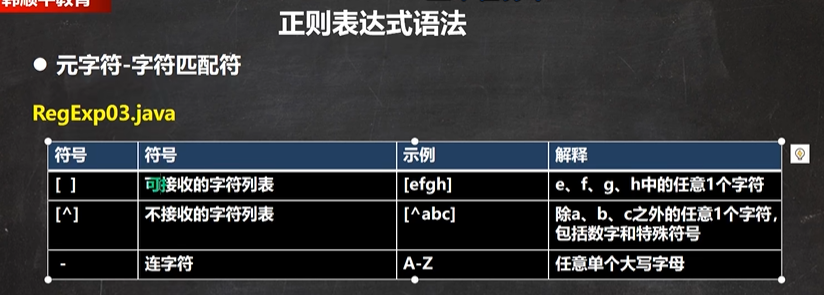 韩顺平教育
正则表达式语法
元字符-字符匹配符
RegExp03.java
符号 符号 示例 解释
[ ] 可接收的字符列表 [efgh] e、f、g、h中的任意1个字符
[^] 不接收的字符列表 [^abc] 除a、b、c之外的任意1个字符,
包括数字和特殊符号
- 连字符 A-Z 任意单个大写字母